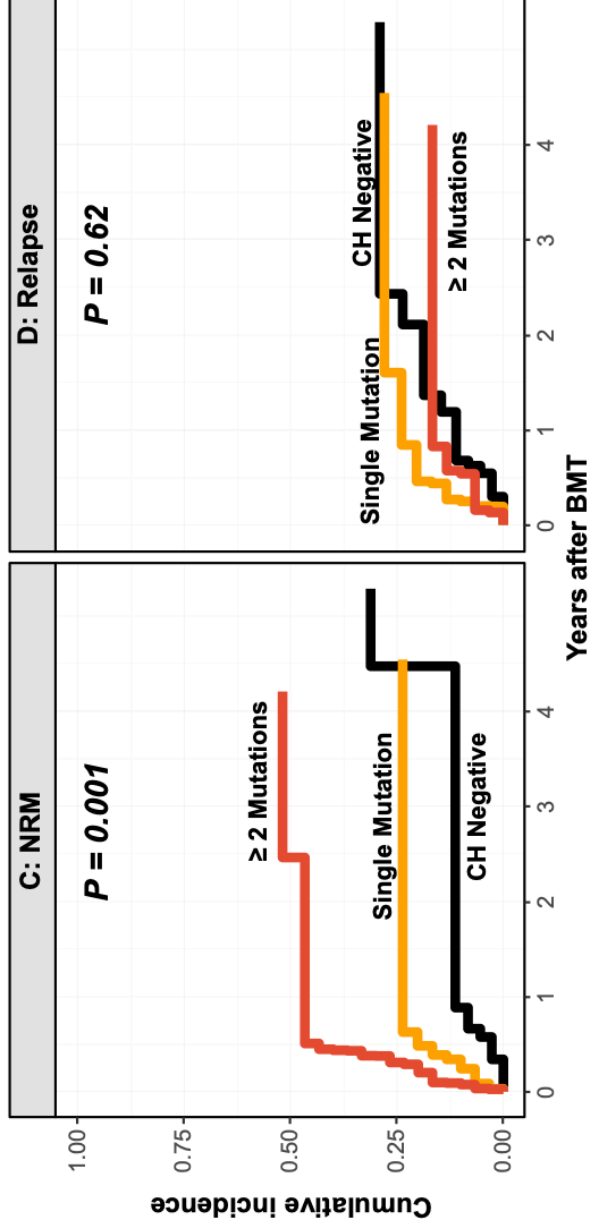 C: NRM
D: Relapse
P = 0.001
P = 0.62
Cumulative incidence
1.00
0.75
0.50
0.25
0.00
≥ 2 Mutations
Single Mutation
CH Negative
Single Mutation
CH Negative
≥ 2 Mutations
0 1 2 3 4
0 1 2 3 4
Years after BMT